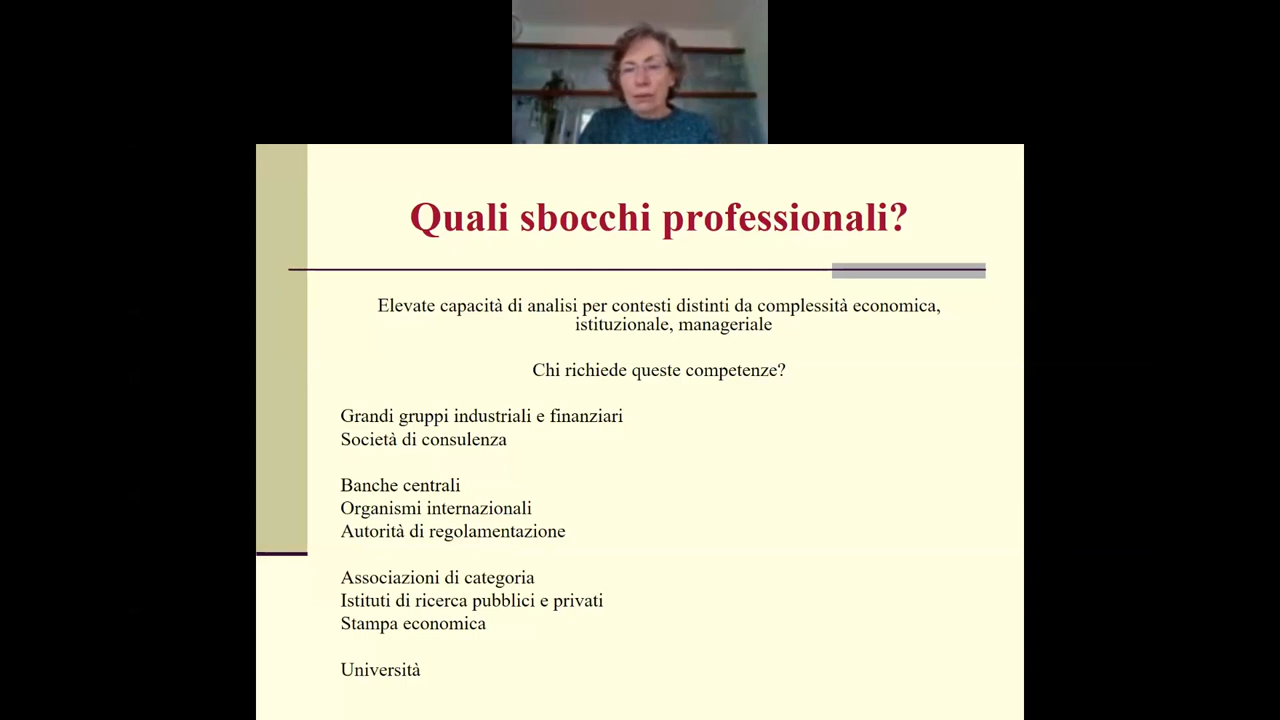 Quali sbocchi professionali?
Elevate capacità di analisi per contesti distinti da complessità economica,
istituzionale, manageriale
Chi richiede queste competenze?
Grandi gruppi industriali e finanziari
Società di consulenza
Banche centrali
Organismi internazionali
Autorità di regolamentazione
Associazioni di categoria
Istituti di ricerca pubblici e privati
Stampa economica
Università